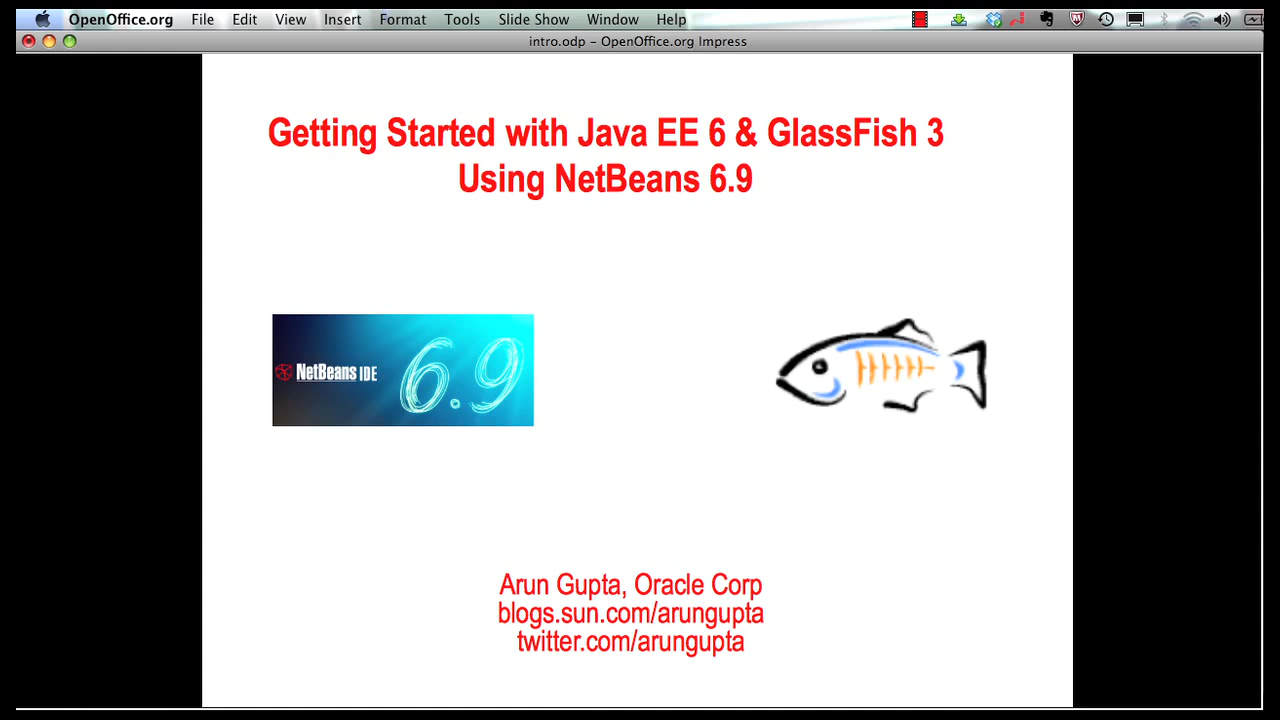 OpenOffice.org File Edit View Insert Format Tools Slide Show Window Help
intro.odp – OpenOffice.org Impress
Getting Started with Java EE 6 & GlassFish 3
Using NetBeans 6.9
NetBeans IDE 6.9
Arun Gupta, Oracle Corp
blogs.sun.com/arungupta
twitter.com/arungupta